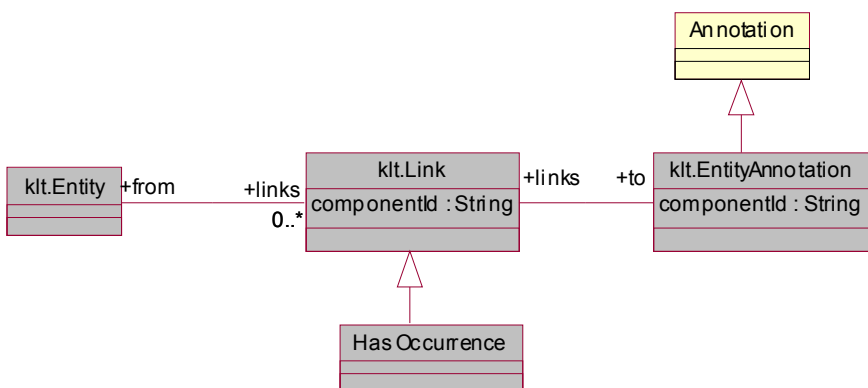 Annotation
klt.Entity
+from
+links
0..*
klt.Link
componentId : String
+links
+to
klt.EntityAnnotation
componentId : String
HasOccurrence